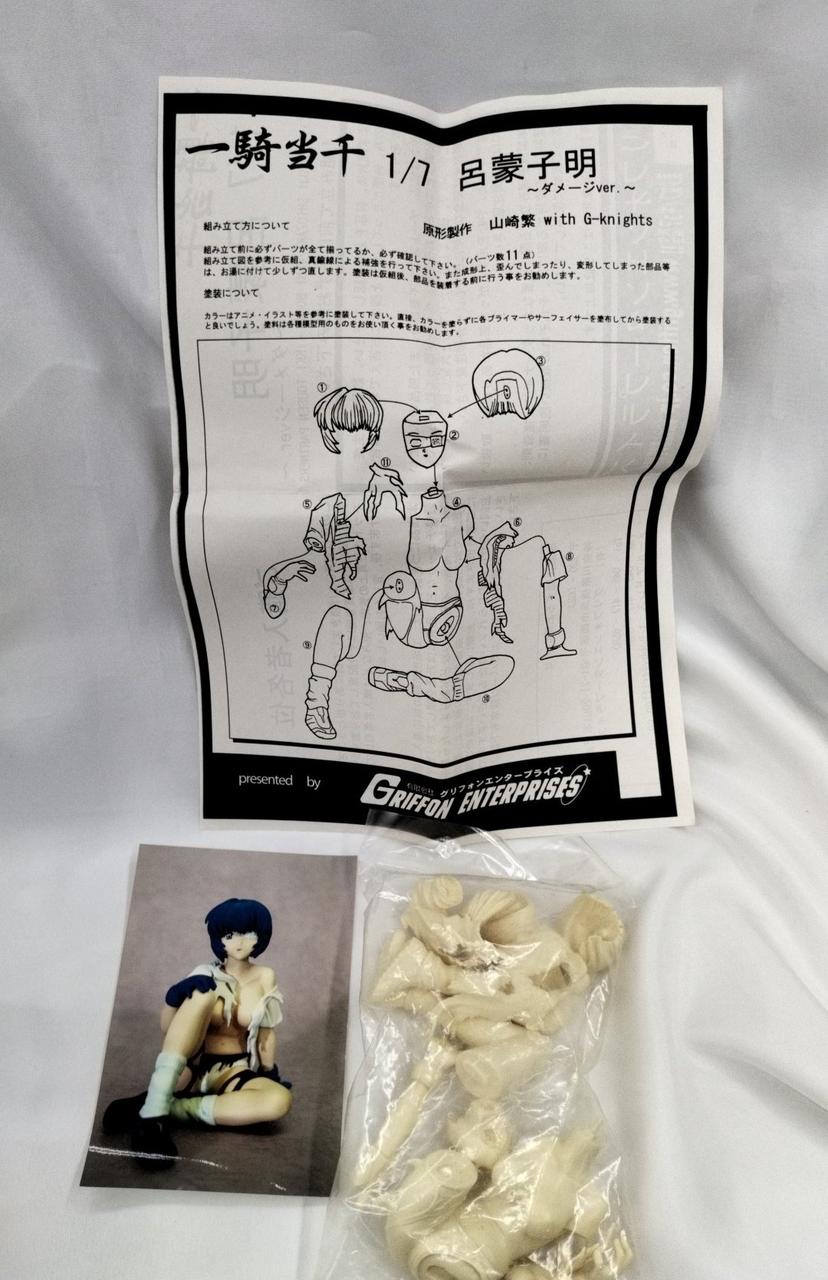 一騎当千 1/7 呂蒙子明
～ダメージver.～
組み立て方について
原形製作 山崎繁 with G-knights
組み立て前に必ずパーツが全て揃ってるか、必ず確認して下さい。(パーツ数11点)
組み立て図を参考に仮組、真鍮線による補強を行って下さい。また成形上、歪んでしまったり、変形してしまった部品等
は、お湯に付けて少しずつ直します。塗装は仮組後、部品を装着する前に行う事をお勧めします。
塗装について
カラーはアニメ・イラスト等を参考に塗装して下さい。直接、カラーを塗らずに各プライマーやサーフェイサーを塗布してから塗装する
と良いでしょう。塗料は各種模型用のものをお使い頂く事をお勧めします。
①
③
②
⑪
⑤
④
⑥
⑧
⑦
⑨
⑩
presented by
有限会社 グリフォンエンタープライズ
GRIFFON ENTERPRISES